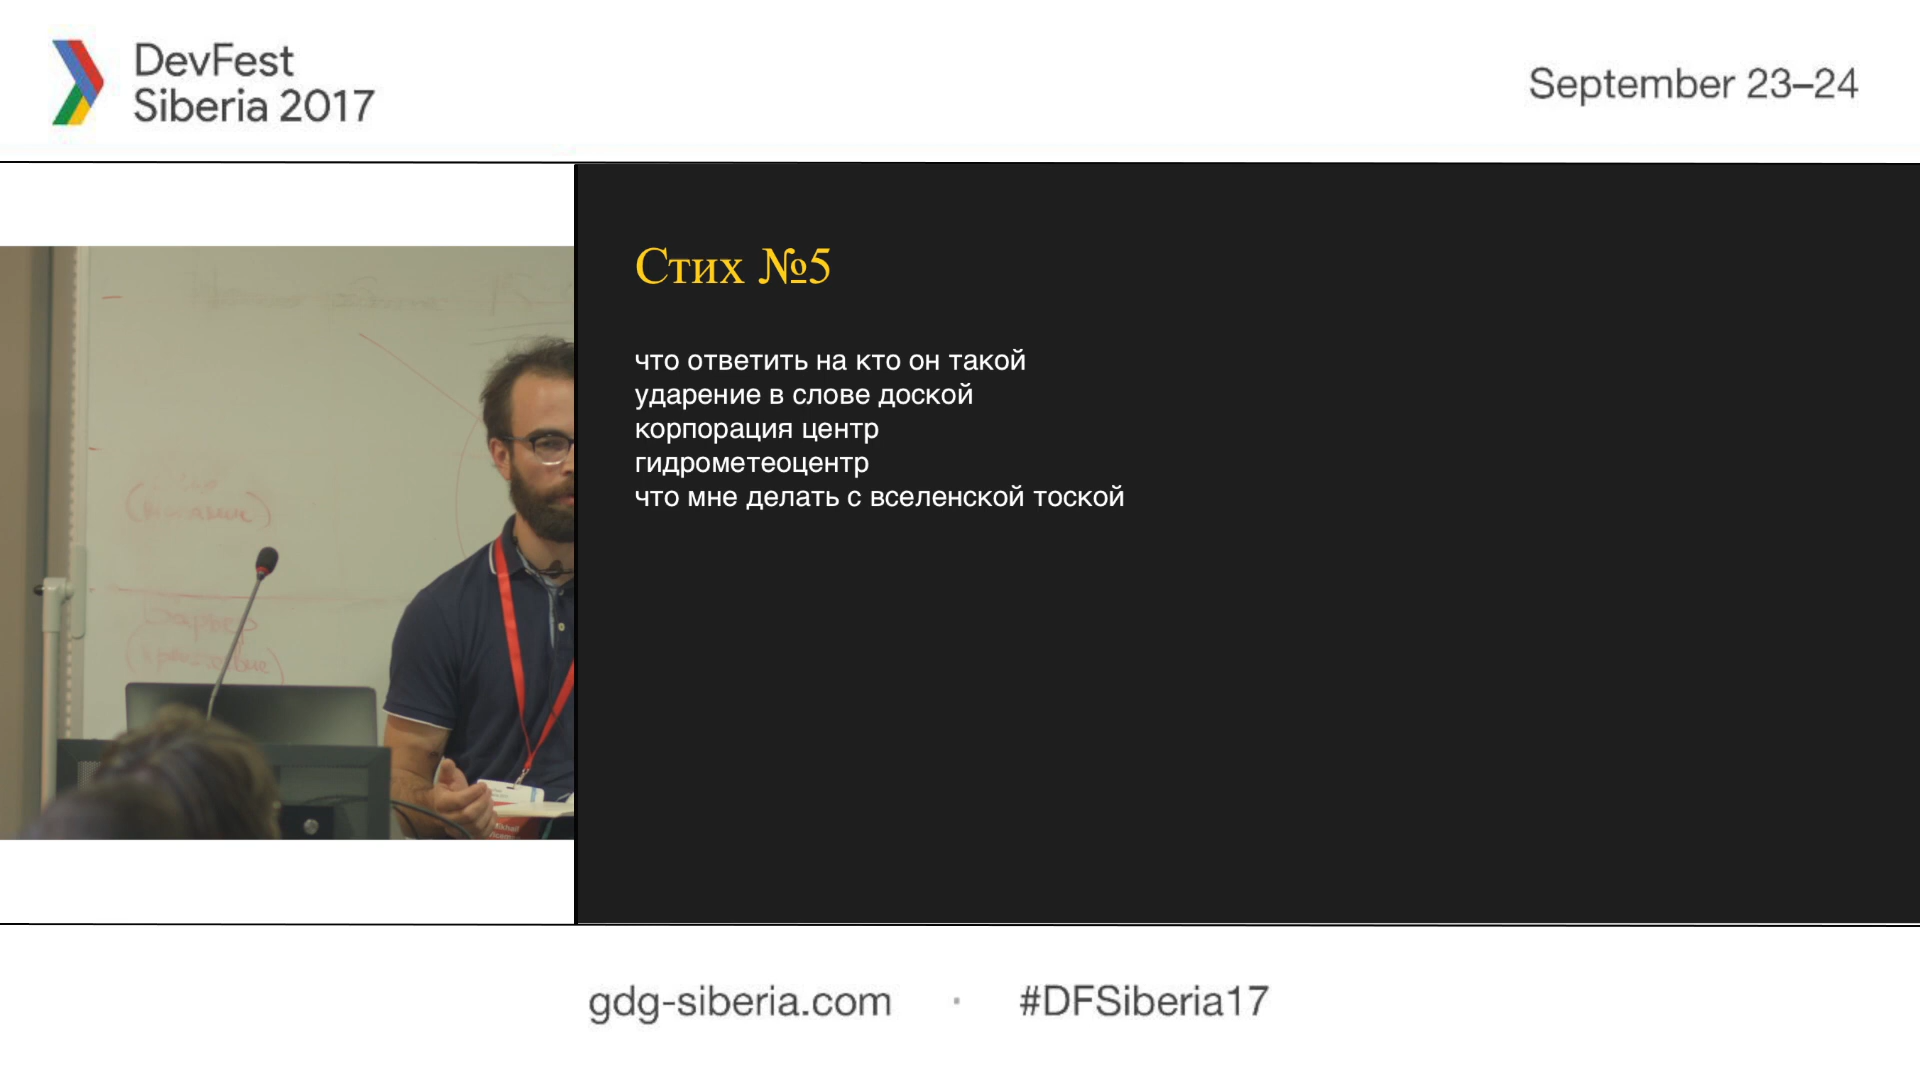 DevFest
Siberia 2017
September 23–24
Стих №5
что ответить на кто он такой
ударение в слове доской
корпорация центр
гидрометеоцентр
что мне делать с вселенской тоской
gdg-siberia.com · #DFSiberia17